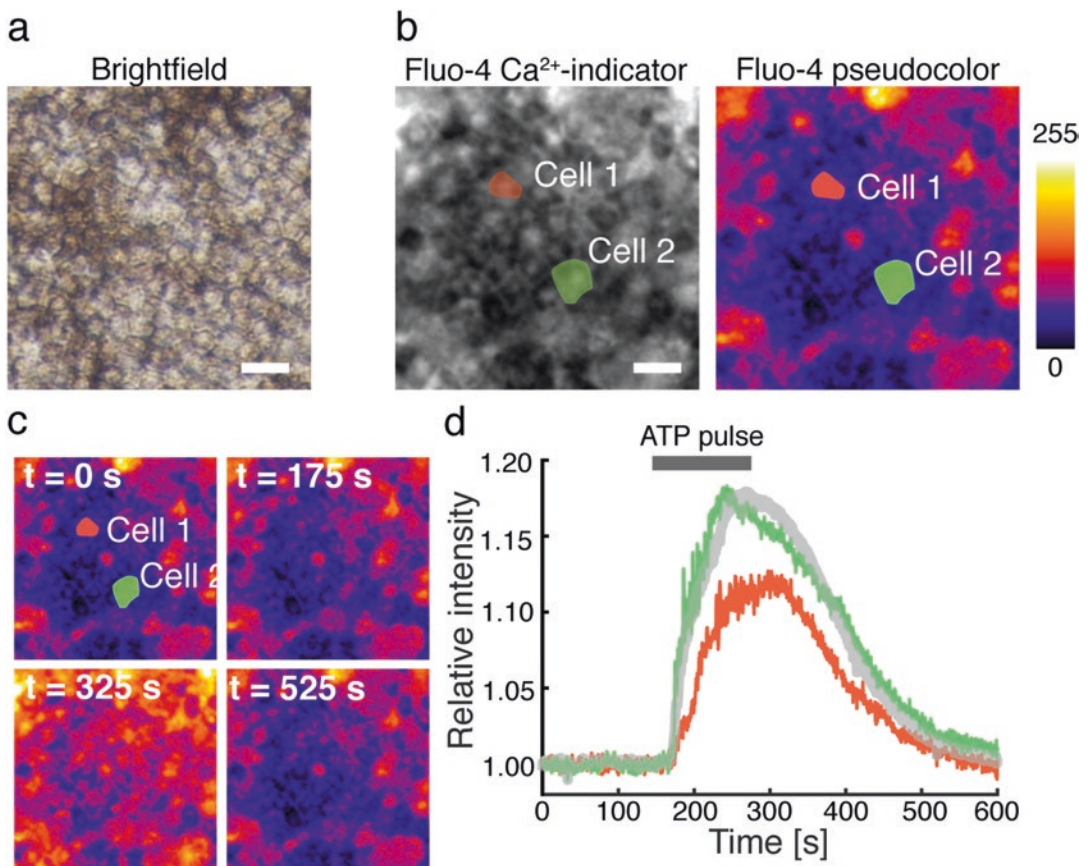 a
Brightfield
b
Fluo-4 Ca²⁺-indicator
Cell 1
Cell 2
Fluo-4 pseudocolor
Cell 1
Cell 2
255
0
c
t = 0 s
Cell 1
Cell 2
t = 175 s
t = 325 s
t = 525 s
d
ATP pulse
Relative intensity
1.20
1.15
1.10
1.05
1.00
0 100 200 300 400 500 600
Time [s]